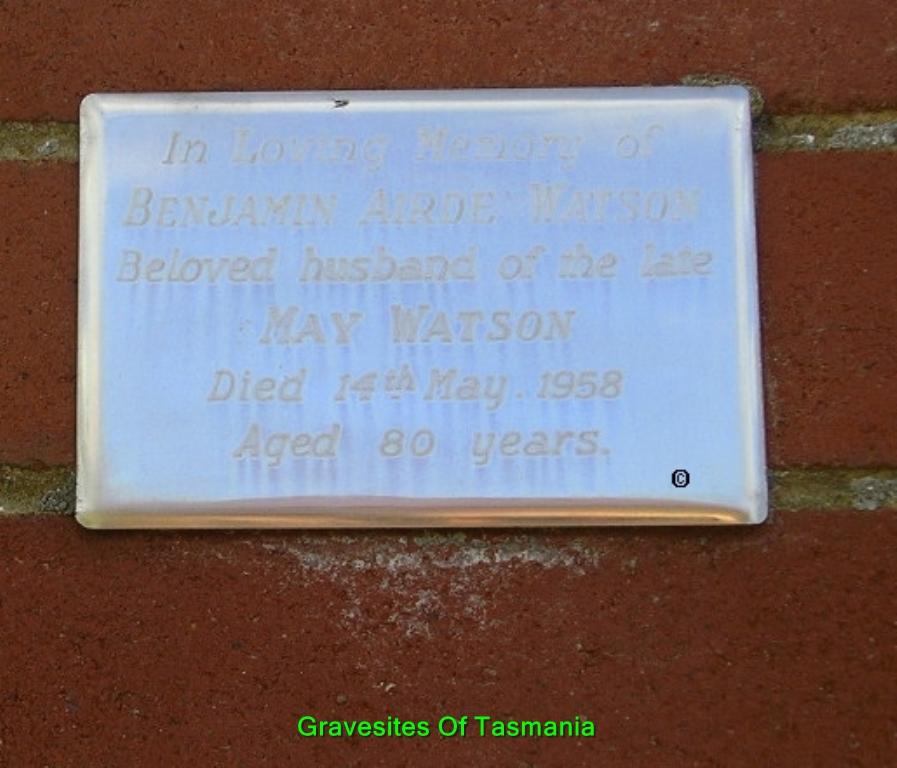 In Loving Memory of
BENJAMIN AIRDE WATSON
Beloved husband of the late
MAY WATSON
Died 14th May. 1958
Aged 80 years.
©
Gravesites Of Tasmania